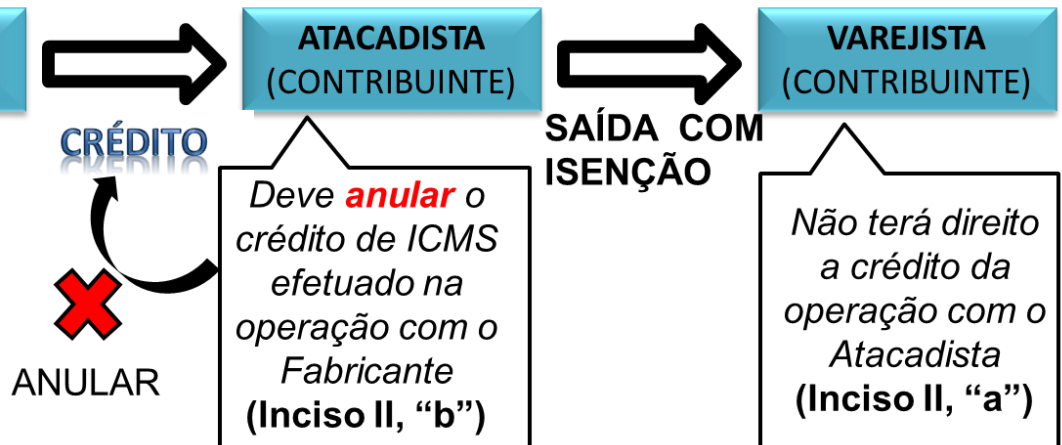 ATACADISTA
(CONTRIBUINTE)
VAREJISTA
(CONTRIBUINTE)
CRÉDITO
SAÍDA COM
ISENÇÃO
Deve anular o
crédito de ICMS
efetuado na
operação com o
Fabricante
(Inciso II, “b”)
Não terá direito
a crédito da
operação com o
Atacadista
(Inciso II, “a”)
ANULAR